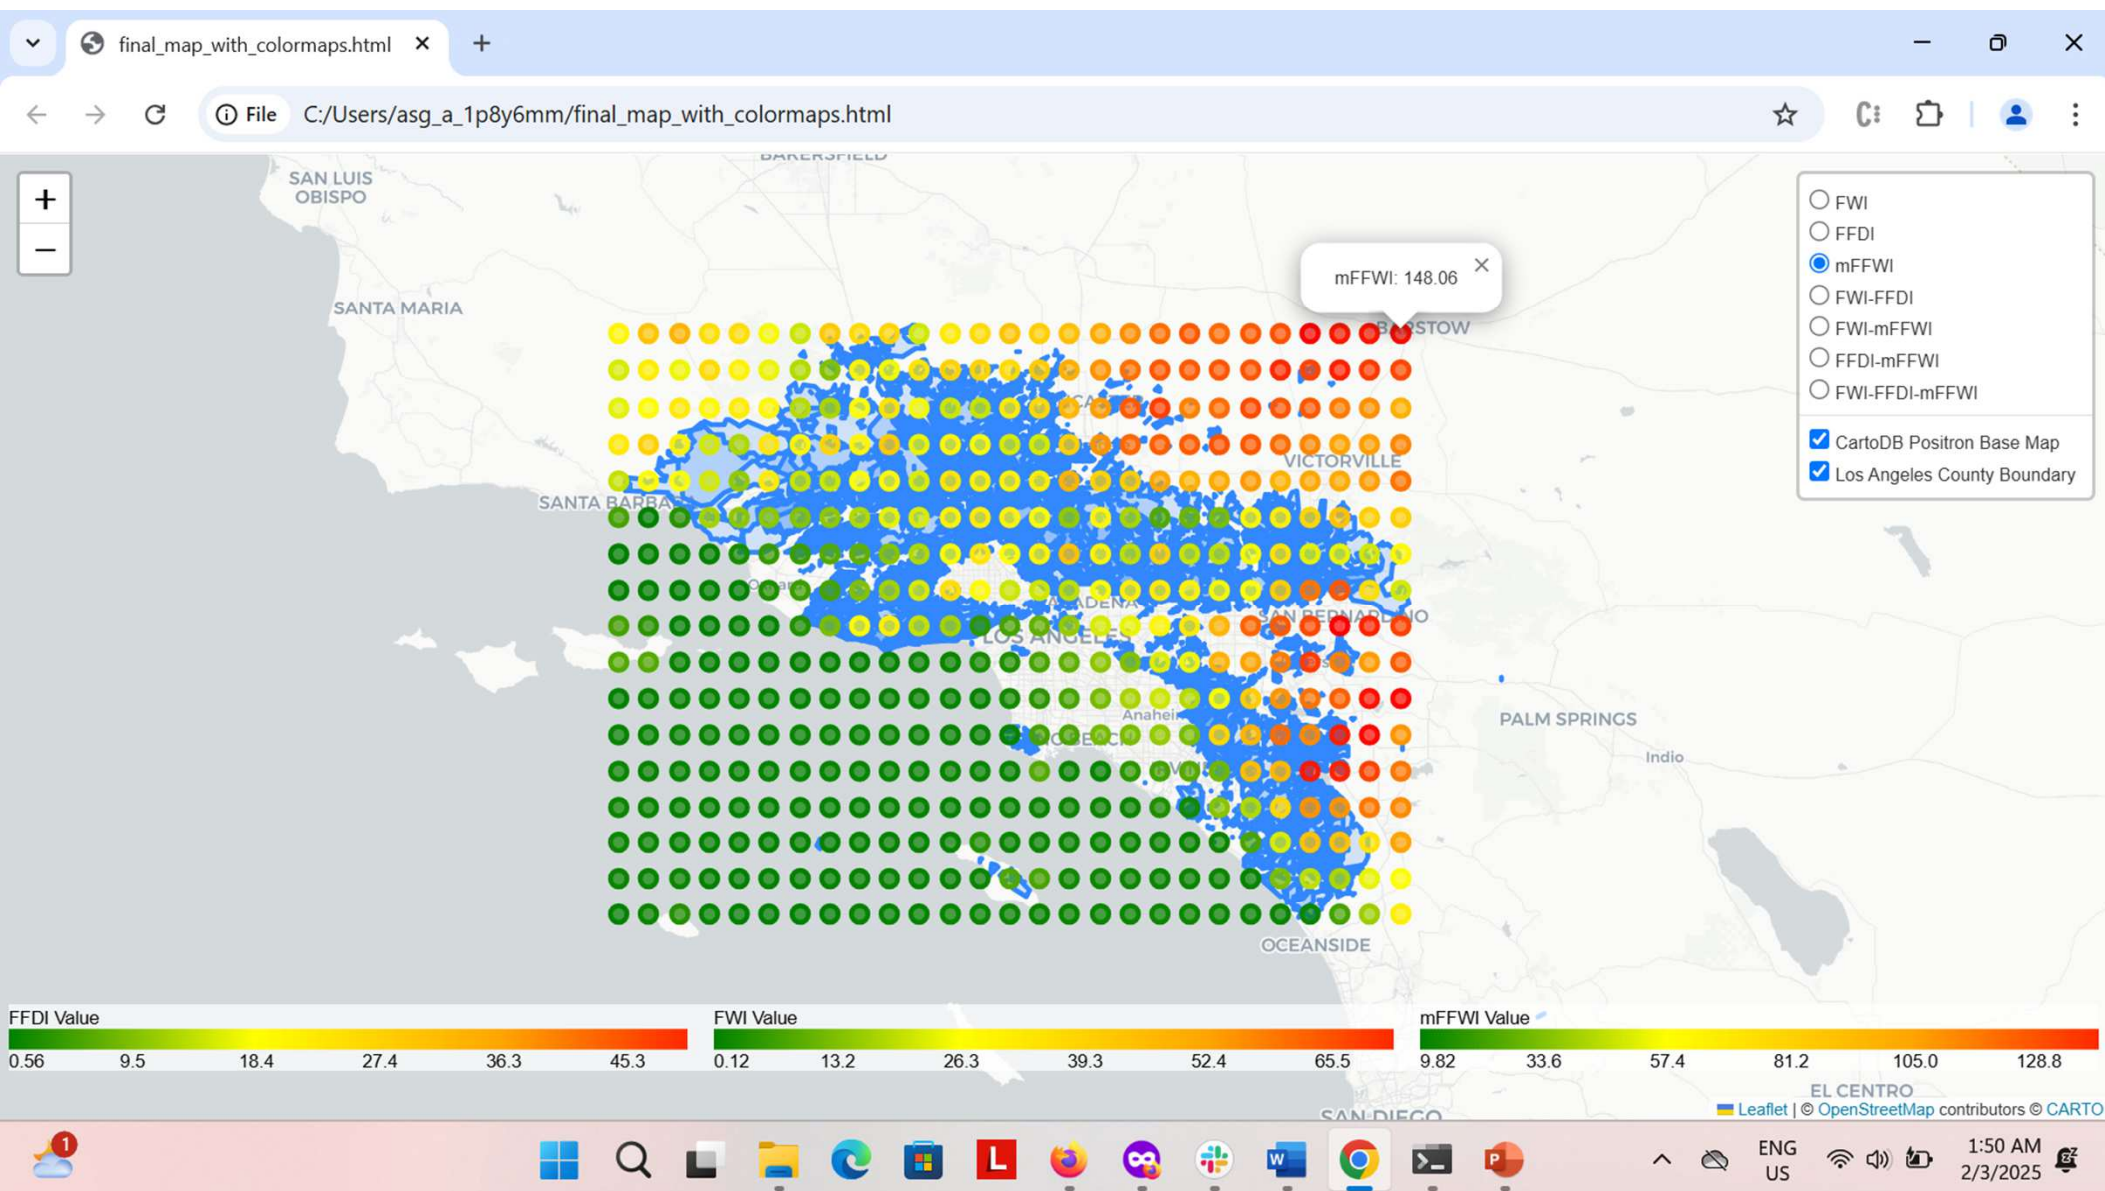 final_map_with_colormaps.html
File C:/Users/asg_a_1p8y6mm/final_map_with_colormaps.html
BAKERSFIELD
SAN LUIS
OBISPO
+
−
SANTA MARIA
mFFWI: 148.06
BARSTOW
FWI
FFDI
mFFWI
FWI-FFDI
FWI-mFFWI
FFDI-mFFWI
FWI-FFDI-mFFWI
CartoDB Positron Base Map
Los Angeles County Boundary
VICTORVILLE
SAN BERNARDINO
LOS ANGELES
PALM SPRINGS
Indio
OCEANSIDE
FFDI Value
0.56 9.5 18.4 27.4 36.3 45.3
FWI Value
0.12 13.2 26.3 39.3 52.4 65.5
mFFWI Value
9.82 33.6 57.4 81.2 105.0 128.8
EL CENTRO
SAN DIEGO
Leaflet | © OpenStreetMap contributors © CARTO
1
L
W
P
ENG
US
1:50 AM
2/3/2025